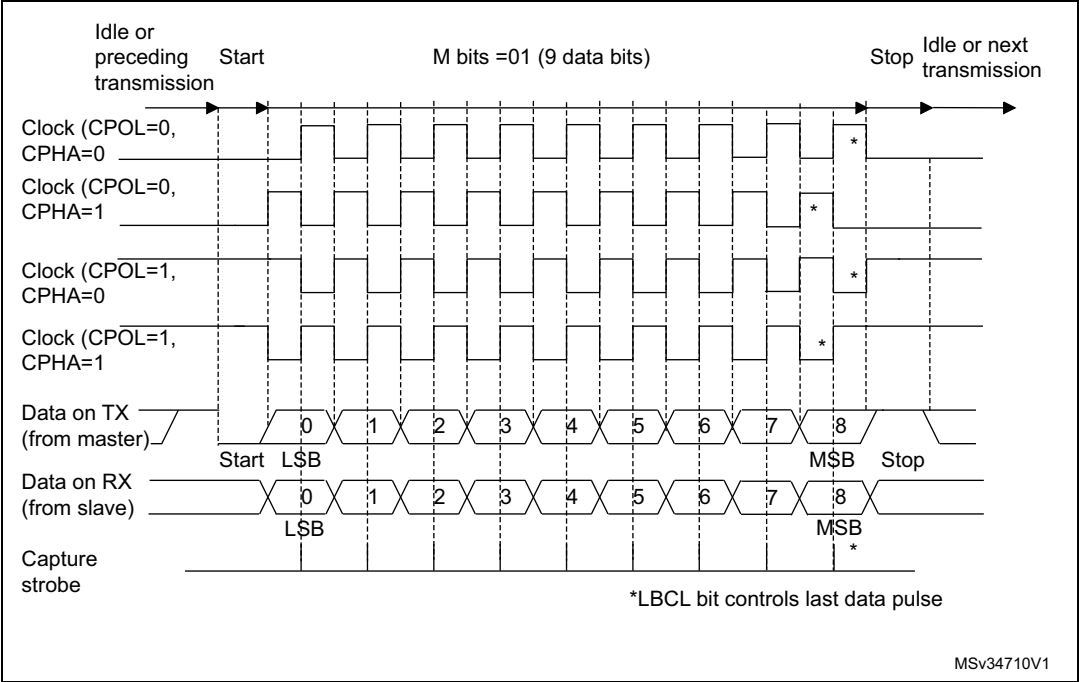 Idle or
preceding
transmission
Start
M bits =01 (9 data bits)
Stop
Idle or next
transmission
Clock (CPOL=0,
CPHA=0
*
Clock (CPOL=0,
CPHA=1
*
Clock (CPOL=1,
CPHA=0
*
Clock (CPOL=1,
CPHA=1
*
Data on TX
(from master)
0 1 2 3 4 5 6 7 8
Start LSB MSB Stop
Data on RX
(from slave)
0 1 2 3 4 5 6 7 8
LSB MSB
*
Capture
strobe
*LBCL bit controls last data pulse
MSv34710V1